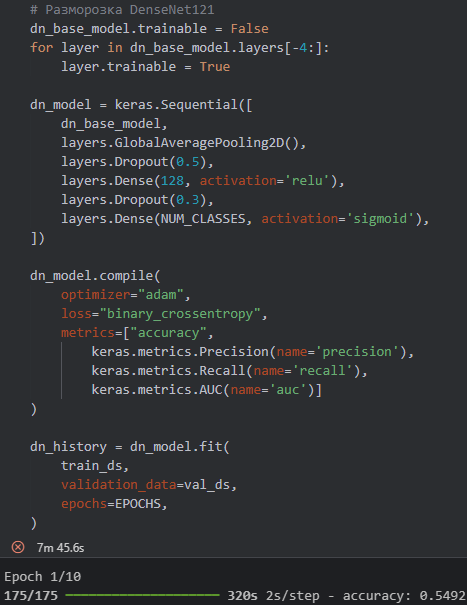 # Разморозка DenseNet121
dn_base_model.trainable = False
for layer in dn_base_model.layers[-4:]:
    layer.trainable = True

dn_model = keras.Sequential([
    dn_base_model,
    layers.GlobalAveragePooling2D(),
    layers.Dropout(0.5),
    layers.Dense(128, activation='relu'),
    layers.Dropout(0.3),
    layers.Dense(NUM_CLASSES, activation='sigmoid'),
])

dn_model.compile(
    optimizer="adam",
    loss="binary_crossentropy",
    metrics=["accuracy",
        keras.metrics.Precision(name='precision'),
        keras.metrics.Recall(name='recall'),
        keras.metrics.AUC(name='auc')]
)

dn_history = dn_model.fit(
    train_ds,
    validation_data=val_ds,
    epochs=EPOCHS,
)
7m 45.6s
Epoch 1/10
175/175 ━━━━━━━━━━━━━━━━━━━━ 320s 2s/step - accuracy: 0.5492